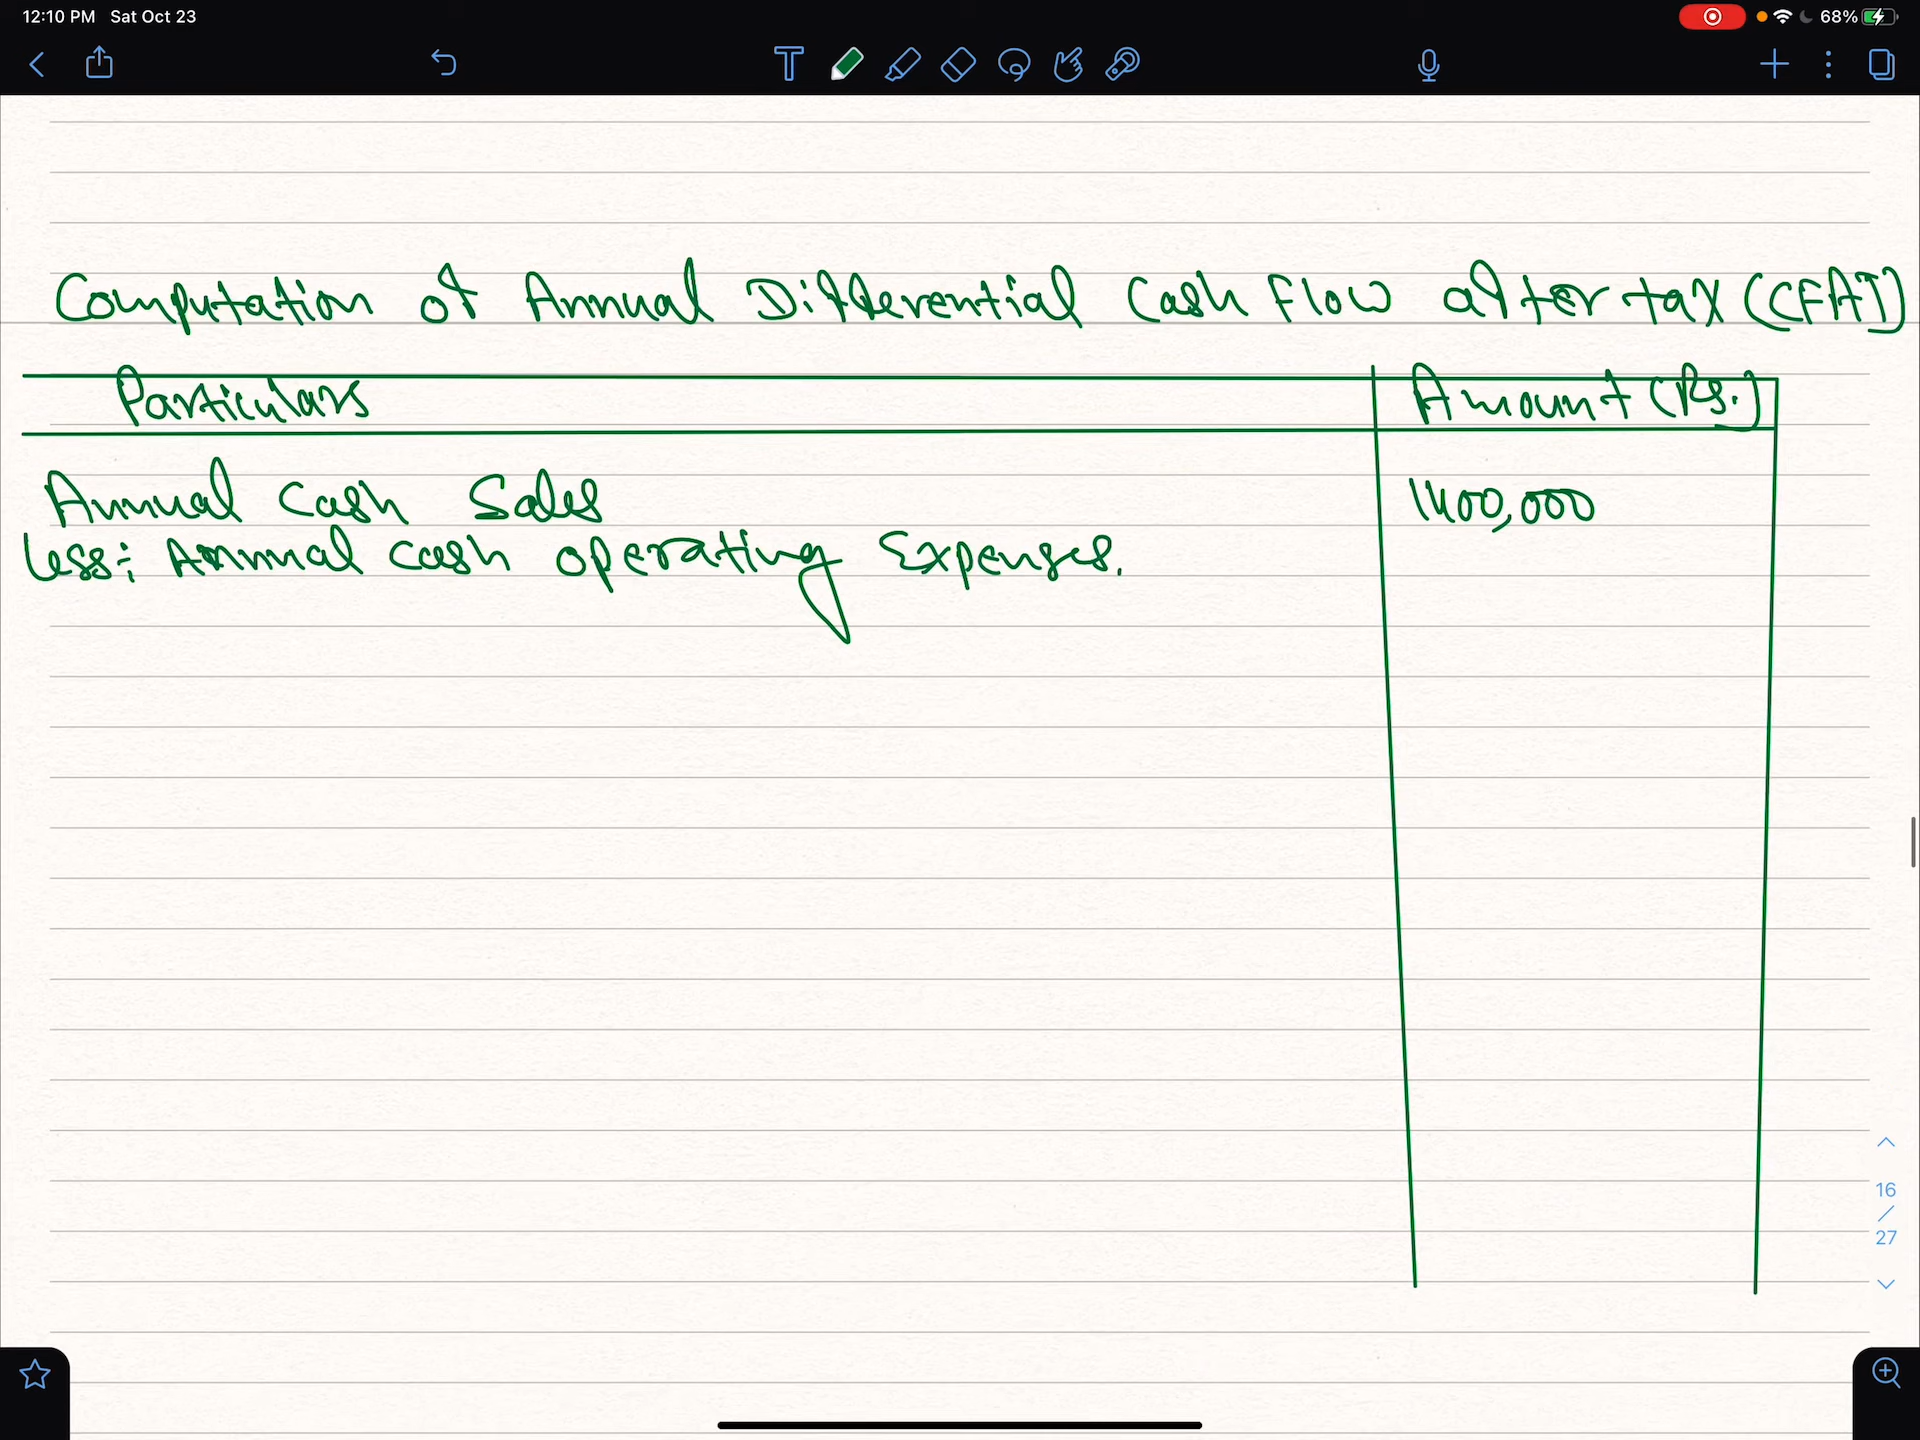 12:10 PM Sat Oct 23
68%
Computation of Annual Differential Cash Flow after tax (CFAT)
Particulars Amount (Rs.)
Annual Cash Sales 1400,000
Less: Annual cash operating Expenses.
16
/
27